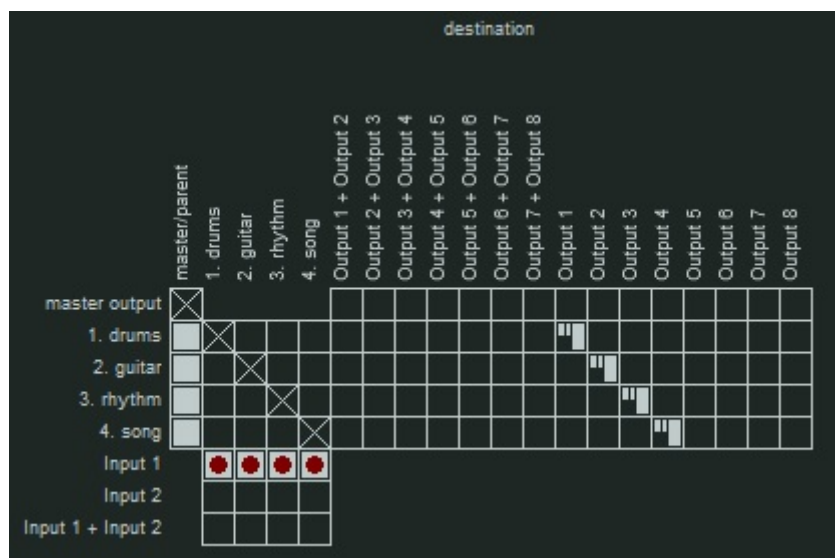 destination
master/parent
1. drums
2. guitar
3. rhythm
4. song
Output 1 + Output 2
Output 2 + Output 3
Output 3 + Output 4
Output 4 + Output 5
Output 5 + Output 6
Output 6 + Output 7
Output 7 + Output 8
Output 1
Output 2
Output 3
Output 4
Output 5
Output 6
Output 7
Output 8
master output
1. drums
2. guitar
3. rhythm
4. song
Input 1
Input 2
Input 1 + Input 2